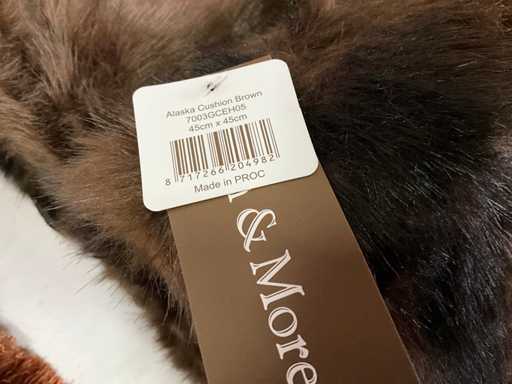 Alaska Cushion Brown
7003GCEH05
45cm x 45cm
8 717266 204982
Made in PROC
& More